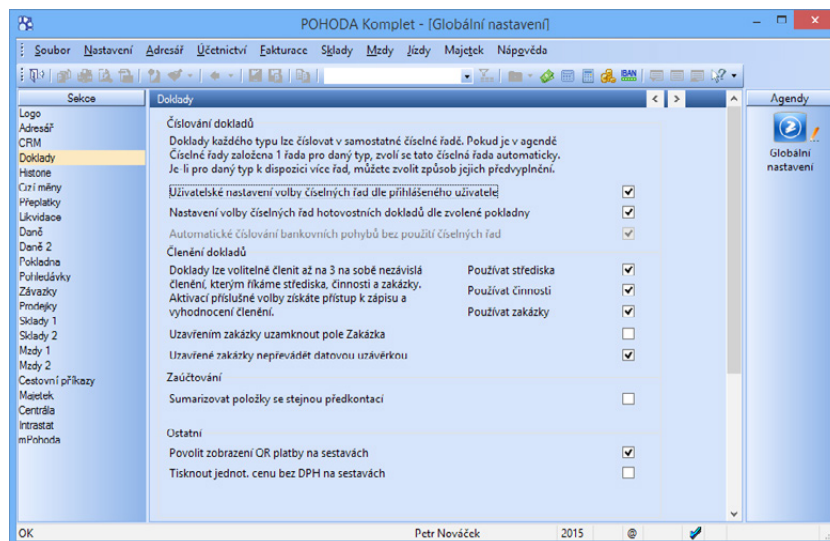 POHODA Komplet - [Globální nastavení]
Soubor Nastavení Adresář Účetnictví Fakturace Sklady Mzdy Jízdy Majetek Nápověda
IBAN
Sekce
Logo
Adresář
CRM
Doklady
Historie
Cizí měny
Přeplatky
Likvidace
Daně
Daně 2
Pokladna
Pohledávky
Závazky
Prodejky
Sklady 1
Sklady 2
Mzdy 1
Mzdy 2
Cestovní příkazy
Majetek
Centrála
Intrastat
mPohoda
Doklady
Číslování dokladů
Doklady každého typu lze číslovat v samostatné číselné řadě. Pokud je v agendě
Číselné řady založena 1 řada pro daný typ, zvolí se tato číselná řada automaticky.
Je-li pro daný typ k dispozici více řad, můžete zvolit způsob jejich předvyplnění.
Uživatelské nastavení volby číselných řad dle přihlášeného uživatele
Nastavení volby číselných řad hotovostních dokladů dle zvolené pokladny
Automatické číslování bankovních pohybů bez použití číselných řad
Členění dokladů
Doklady lze volitelně členit až na 3 na sobě nezávislá
členění, kterým říkáme střediska, činnosti a zakázky.
Aktivací příslušné volby získáte přístup k zápisu a
vyhodnocení členění.
Používat střediska
Používat činnosti
Používat zakázky
Uzavřením zakázky uzamknout pole Zakázka
Uzavřené zakázky nepřevádět datovou uzávěrkou
Zaúčtování
Sumarizovat položky se stejnou předkontací
Ostatní
Povolit zobrazení QR platby na sestavách
Tisknout jednot. cenu bez DPH na sestavách
Agendy
Globální
nastavení
OK
Petr Nováček
2015
@